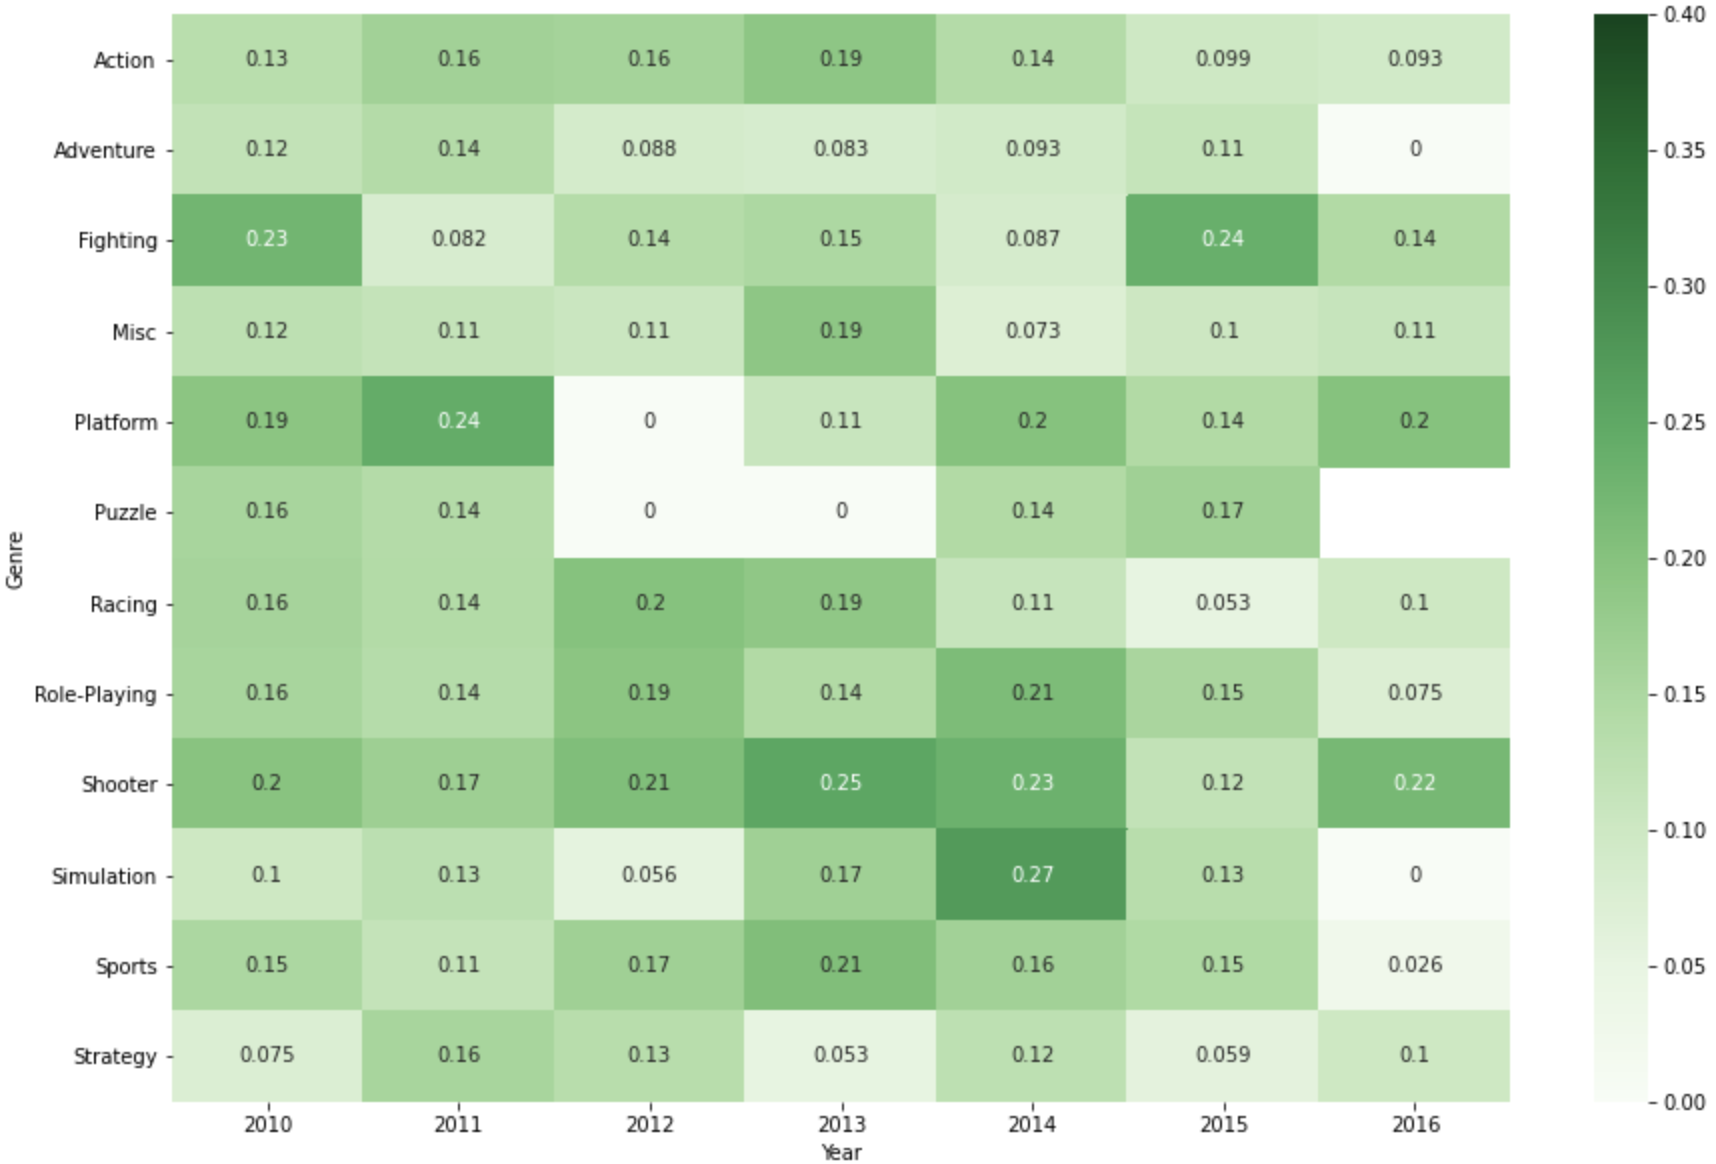 Action 0.13 0.16 0.16 0.19 0.14 0.099 0.093
Adventure 0.12 0.14 0.088 0.083 0.093 0.11 0
Fighting 0.23 0.082 0.14 0.15 0.087 0.24 0.14
Misc 0.12 0.11 0.11 0.19 0.073 0.1 0.11
Platform 0.19 0.24 0 0.11 0.2 0.14 0.2
Puzzle 0.16 0.14 0 0 0.14 0.17
Racing 0.16 0.14 0.2 0.19 0.11 0.053 0.1
Role-Playing 0.16 0.14 0.19 0.14 0.21 0.15 0.075
Shooter 0.2 0.17 0.21 0.25 0.23 0.12 0.22
Simulation 0.1 0.13 0.056 0.17 0.27 0.13 0
Sports 0.15 0.11 0.17 0.21 0.16 0.15 0.026
Strategy 0.075 0.16 0.13 0.053 0.12 0.059 0.1
2010 2011 2012 2013 2014 2015 2016
Year
Genre
0.40
0.35
0.30
0.25
0.20
0.15
0.10
0.05
0.00